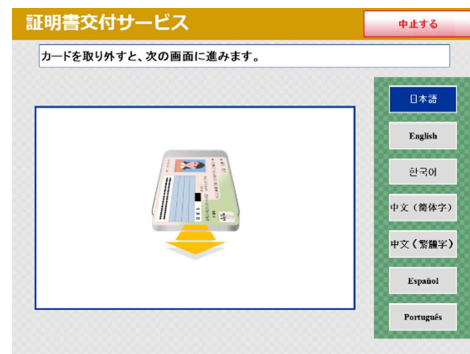 証明書交付サービス
中止する
カードを取り外すと、次の画面に進みます。
日本語
English
한국어
中文（简体字）
中文（繁體字）
Español
Português